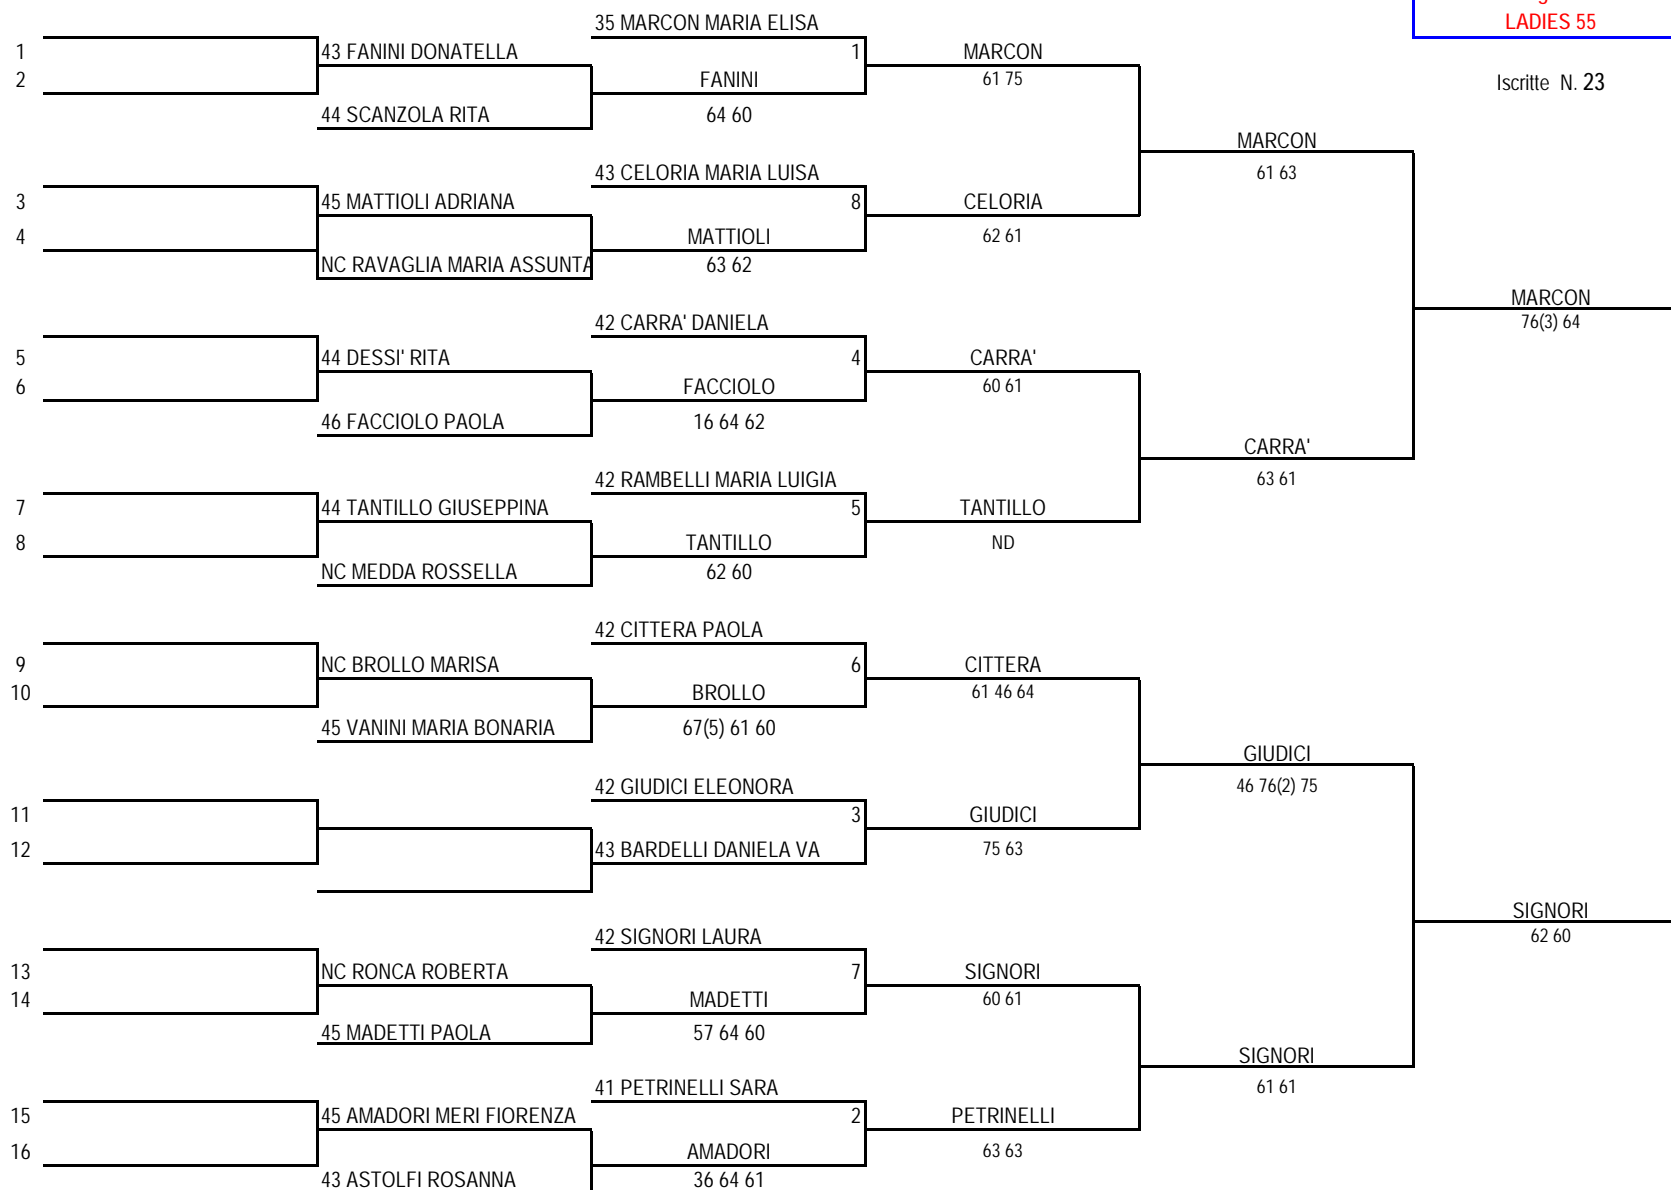 35 MARCON MARIA ELISA
LADIES 55
1
43 FANINI DONATELLA
1
MARCON
2
FANINI
61 75
Iscritte N. 23
44 SCANZOLA RITA
64 60
MARCON
43 CELORIA MARIA LUISA
61 63
3
45 MATTIOLI ADRIANA
8
CELORIA
4
MATTIOLI
62 61
NC RAVAGLIA MARIA ASSUNTA
63 62
MARCON
42 CARRA' DANIELA
76(3) 64
5
44 DESSI' RITA
4
CARRA'
6
FACCIOLO
60 61
46 FACCIOLO PAOLA
16 64 62
CARRA'
42 RAMBELLI MARIA LUIGIA
63 61
7
44 TANTILLO GIUSEPPINA
5
TANTILLO
8
TANTILLO
ND
NC MEDDA ROSSELLA
62 60
42 CITTERA PAOLA
9
NC BROLLO MARISA
6
CITTERA
10
BROLLO
61 46 64
45 VANINI MARIA BONARIA
67(5) 61 60
GIUDICI
42 GIUDICI ELEONORA
46 76(2) 75
11
3
GIUDICI
12
43 BARDELLI DANIELA VA
75 63
SIGNORI
42 SIGNORI LAURA
62 60
13
NC RONCA ROBERTA
7
SIGNORI
14
MADETTI
60 61
45 MADETTI PAOLA
57 64 60
SIGNORI
41 PETRINELLI SARA
61 61
15
45 AMADORI MERI FIORENZA
2
PETRINELLI
16
AMADORI
63 63
43 ASTOLFI ROSANNA
36 64 61